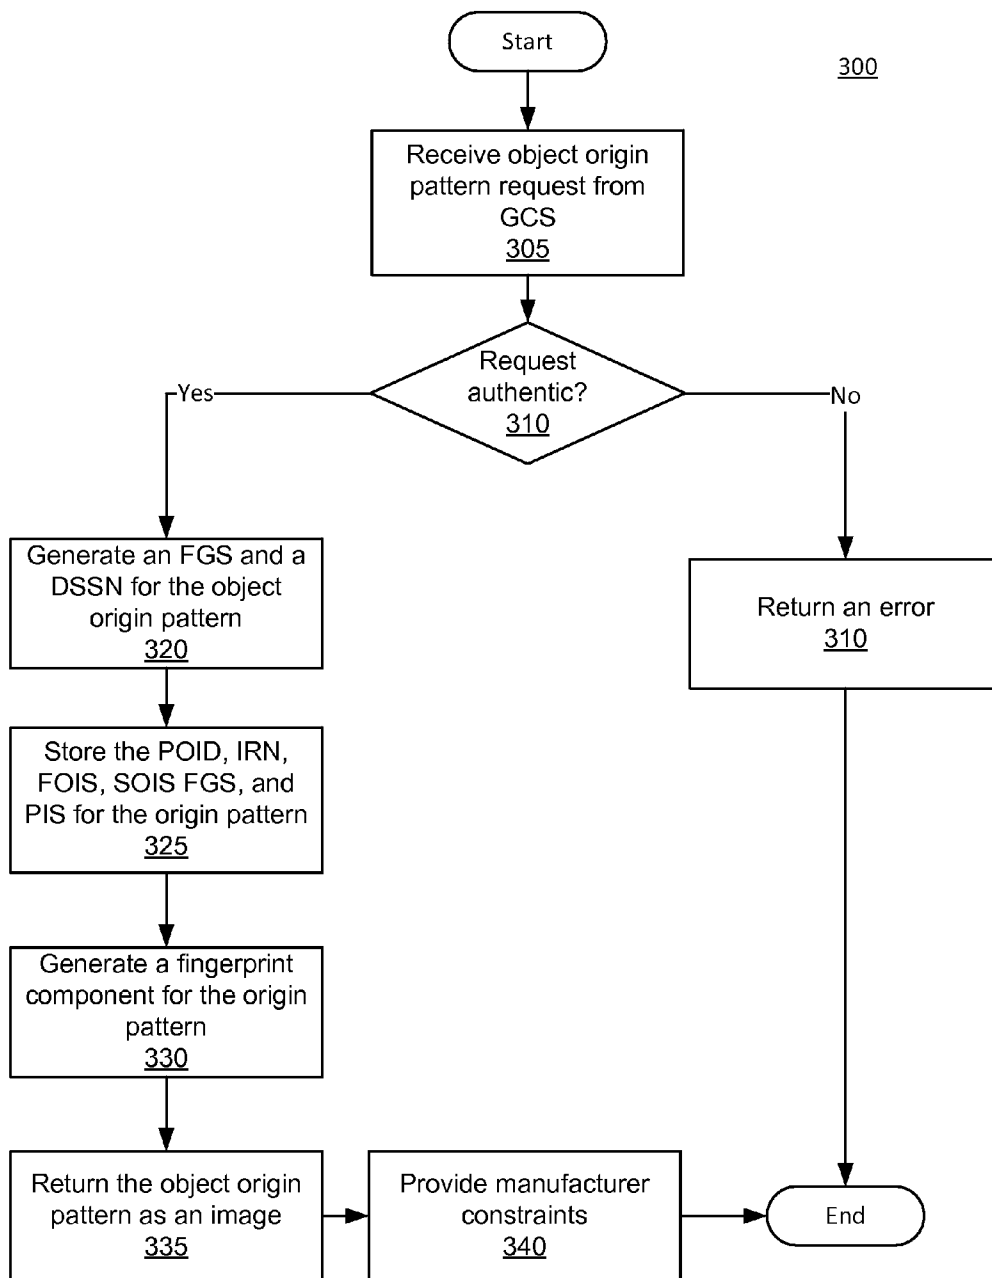 Start
300
Receive object origin
pattern request from
GCS
305
Request
authentic?
310
Yes
No
Generate an FGS and a
DSSN for the object
origin pattern
320
Return an error
310
Store the POID, IRN,
FOIS, SOIS FGS, and
PIS for the origin pattern
325
Generate a fingerprint
component for the origin
pattern
330
Return the object origin
pattern as an image
335
Provide manufacturer
constraints
340
End